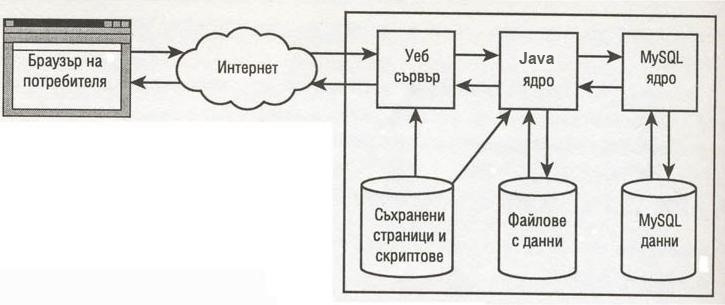 Браузър на
потребителя
Интернет
Уеб
сървър
Java
ядро
MySQL
ядро
Съхранени
страници и
скриптове
Файлове
с данни
MySQL
данни